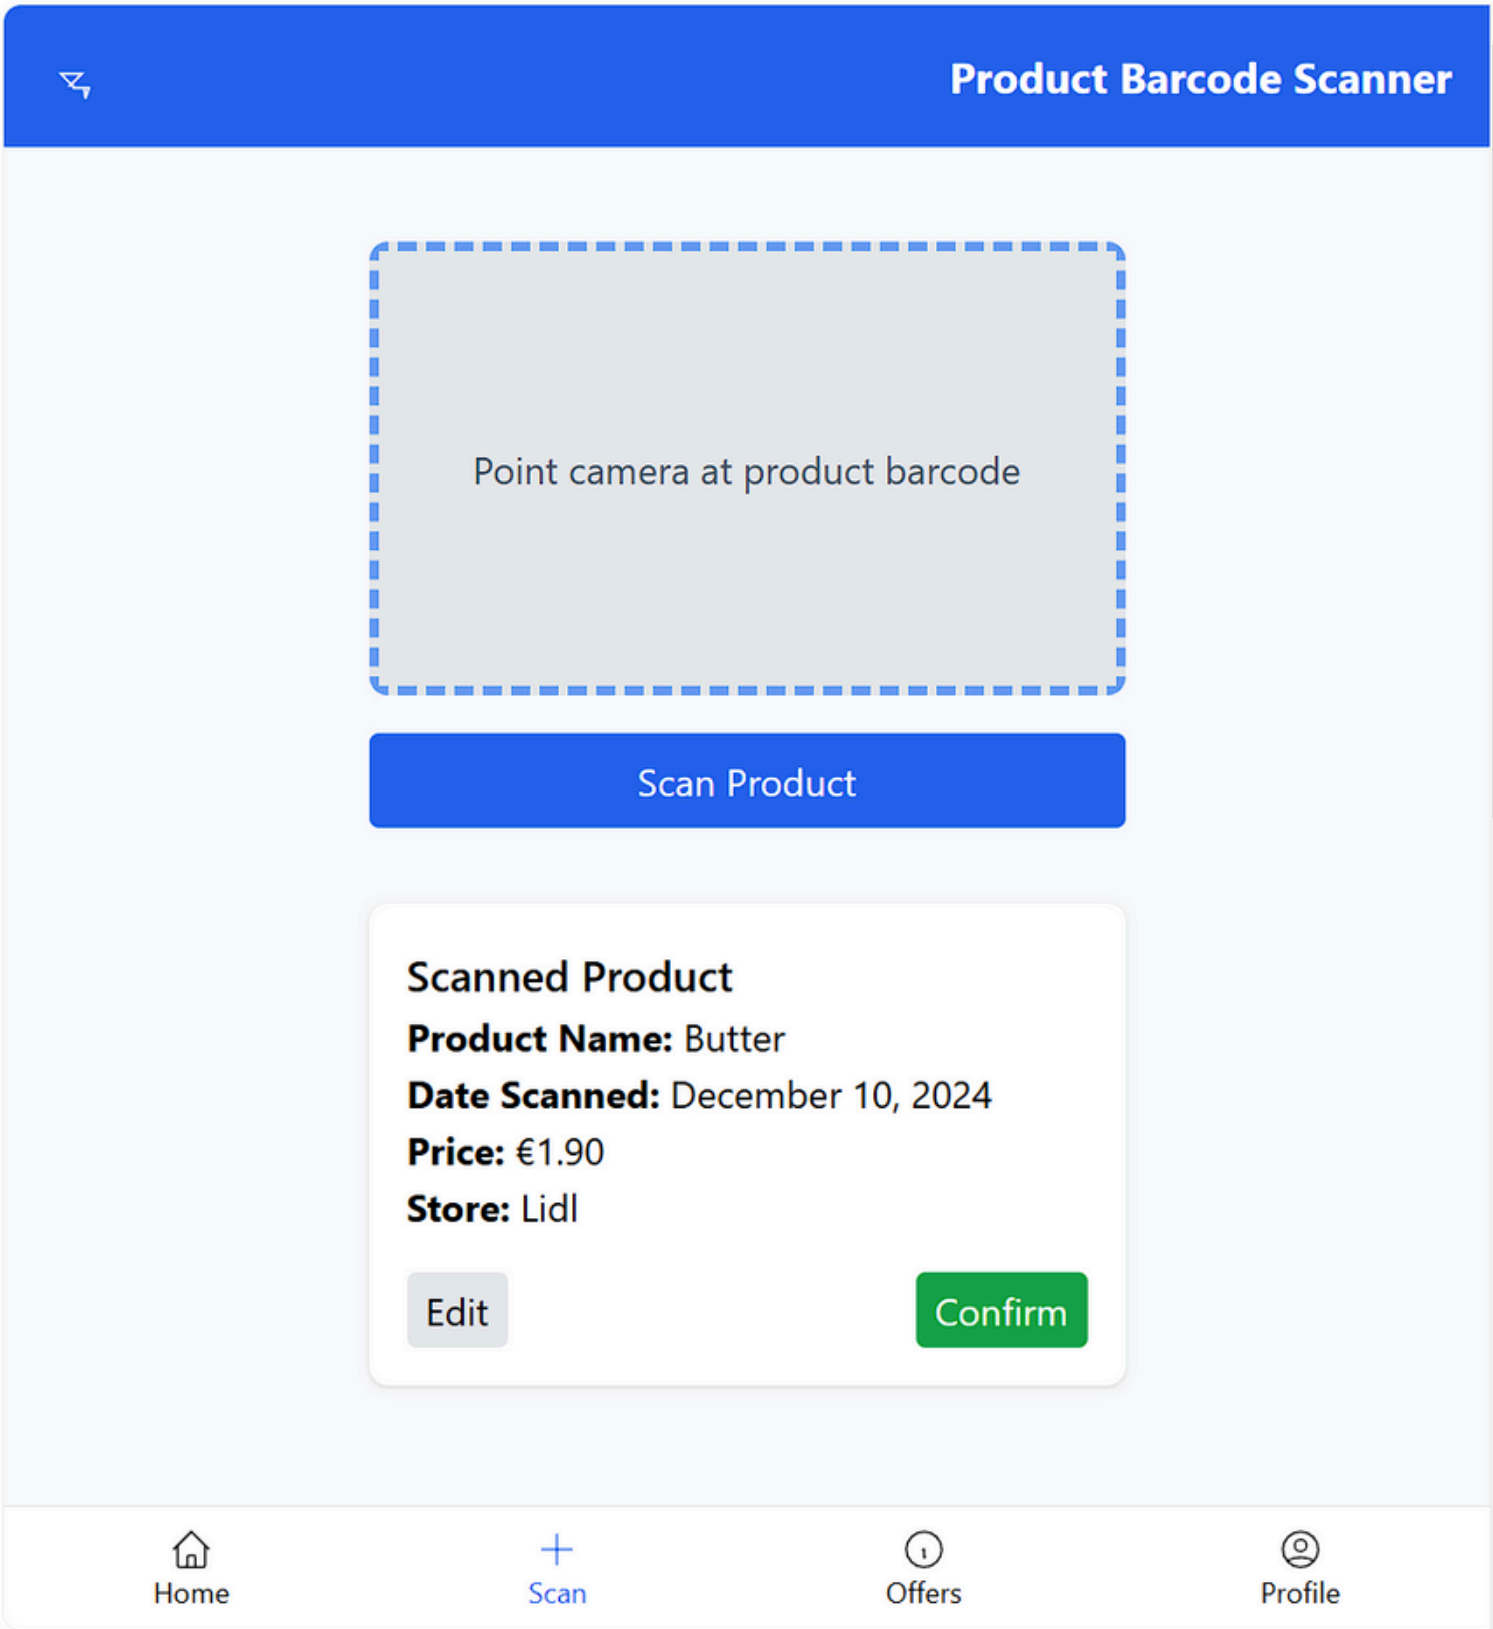 Product Barcode Scanner
Point camera at product barcode
Scan Product
Scanned Product
Product Name: Butter
Date Scanned: December 10, 2024
Price: €1.90
Store: Lidl
Edit Confirm
Home Scan Offers Profile